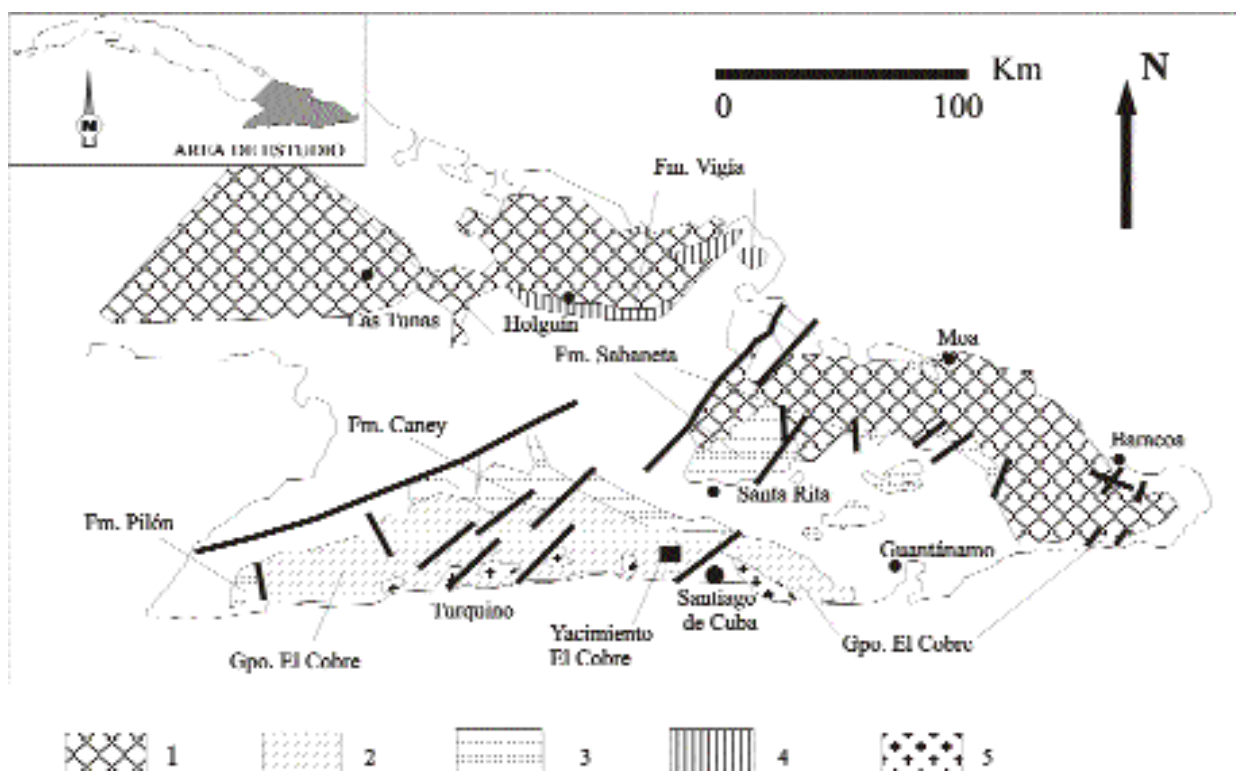 N
AREA DE ESTUDIO
Km
0 100
N
Fm. Vigía
Las Tunas
Holguín
Fm. Sabaneta
Moa
Fm. Caney
Baracoa
Santa Rita
Fm. Pilón
Guantánamo
Turquino
Santiago
de Cuba
Yacimiento
El Cobre
Gpo. El Cobre
Gpo. El Cobre
1 2 3 4 5